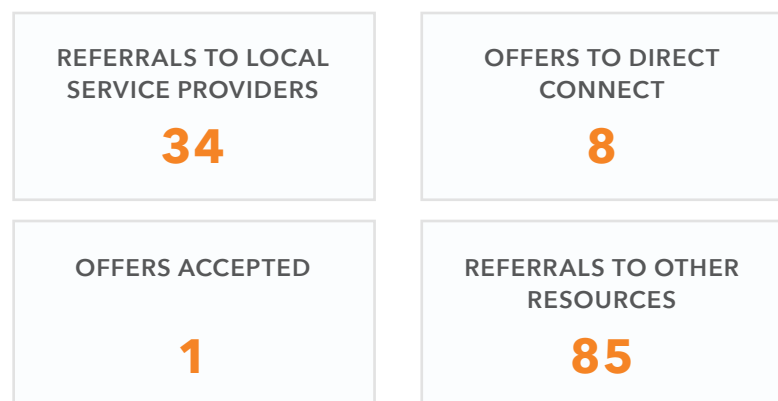 REFERRALS TO LOCAL
SERVICE PROVIDERS
34
OFFERS TO DIRECT
CONNECT
8
OFFERS ACCEPTED
1
REFERRALS TO OTHER
RESOURCES
85